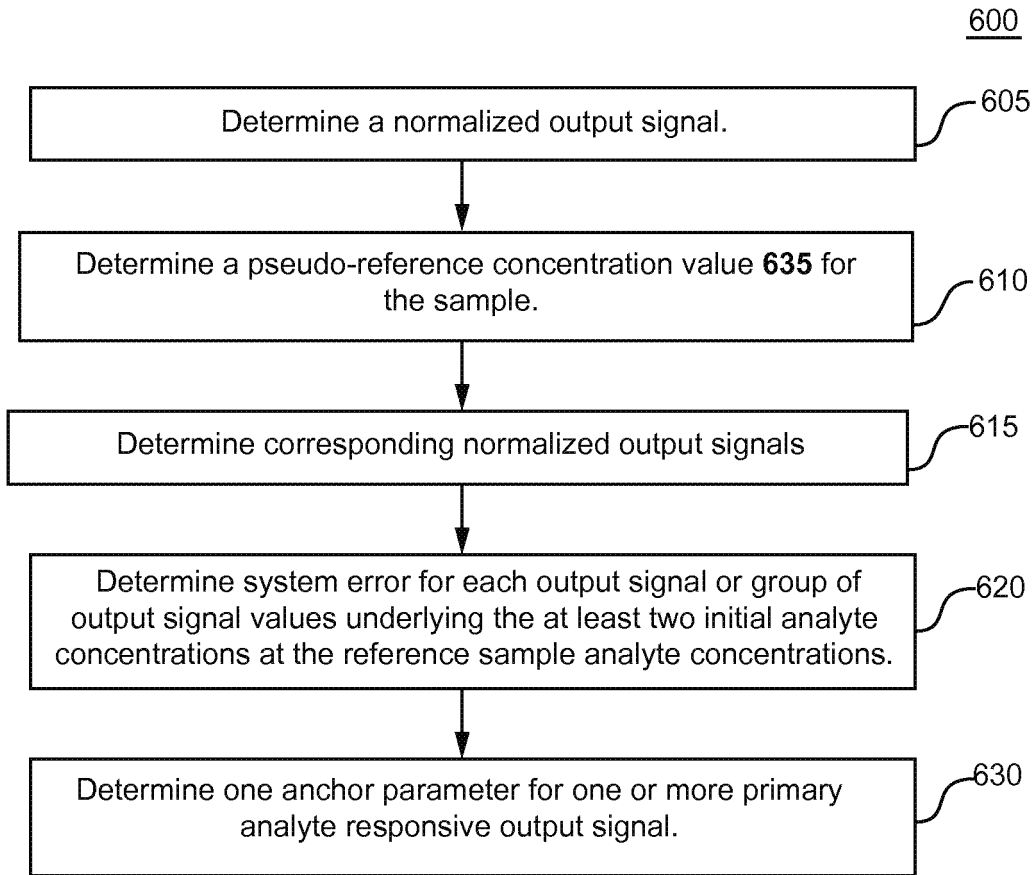 600
Determine a normalized output signal.
605
Determine a pseudo-reference concentration value 635 for
the sample.
610
Determine corresponding normalized output signals
615
Determine system error for each output signal or group of
output signal values underlying the at least two initial analyte
concentrations at the reference sample analyte concentrations.
620
Determine one anchor parameter for one or more primary
analyte responsive output signal.
630